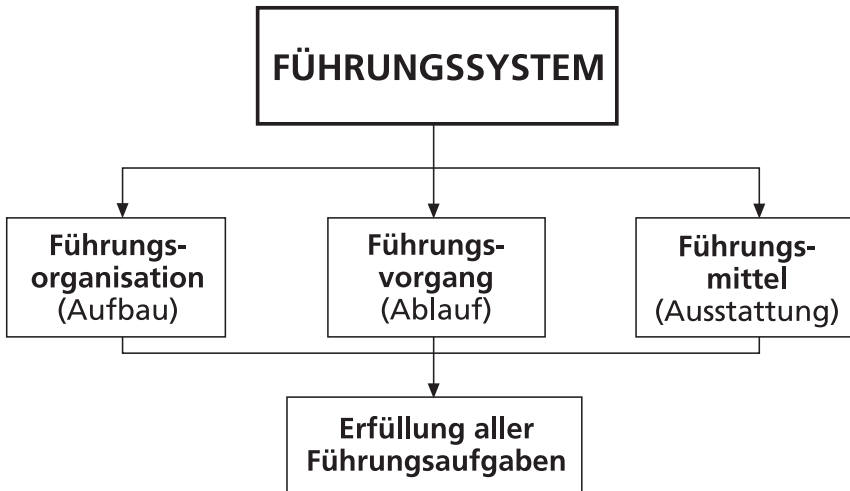 FÜHRUNGSSYSTEM
Führungs-
organisation
(Aufbau)
Führungs-
vorgang
(Ablauf)
Führungs-
mittel
(Ausstattung)
Erfüllung aller
Führungsaufgaben